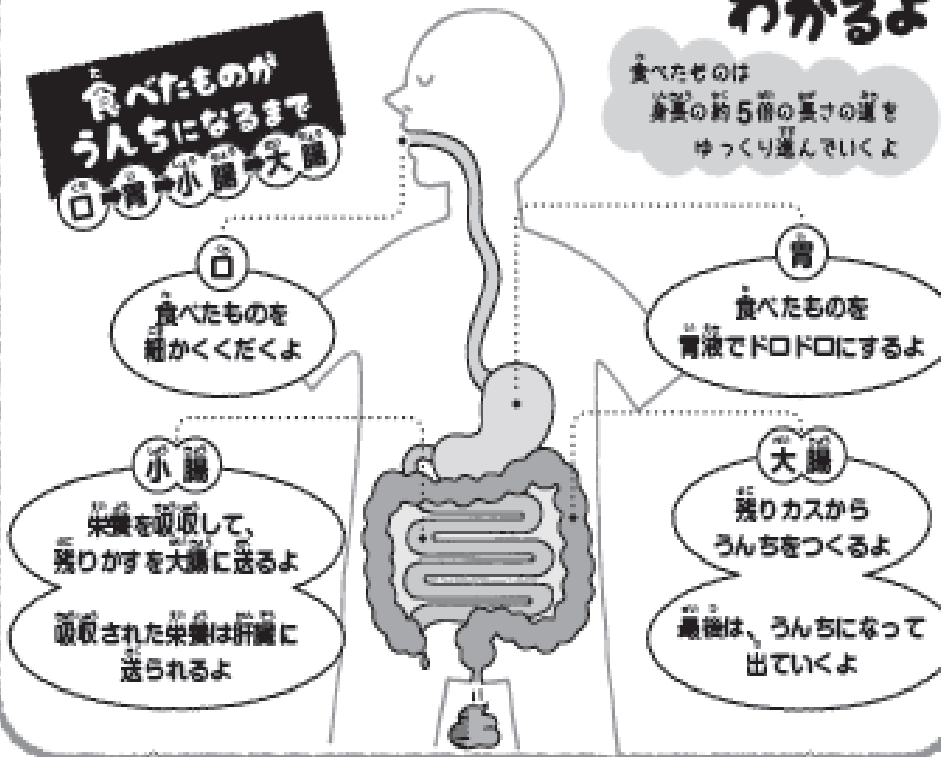 わかるよ
食べたものが
うんちになるまで
口➡胃➡小腸➡大腸
食べたものは
身長の約5倍の長さの道を
ゆっくり進んでいくよ
口
食べたものを
細かくくだくよ
胃
食べたものを
胃液でドロドロにするよ
小腸
栄養を吸収して、
残りかすを大腸に送るよ
吸収された栄養は肝臓に
送られるよ
大腸
残りカスから
うんちをつくるよ
最後は、うんちになって
出ていくよ